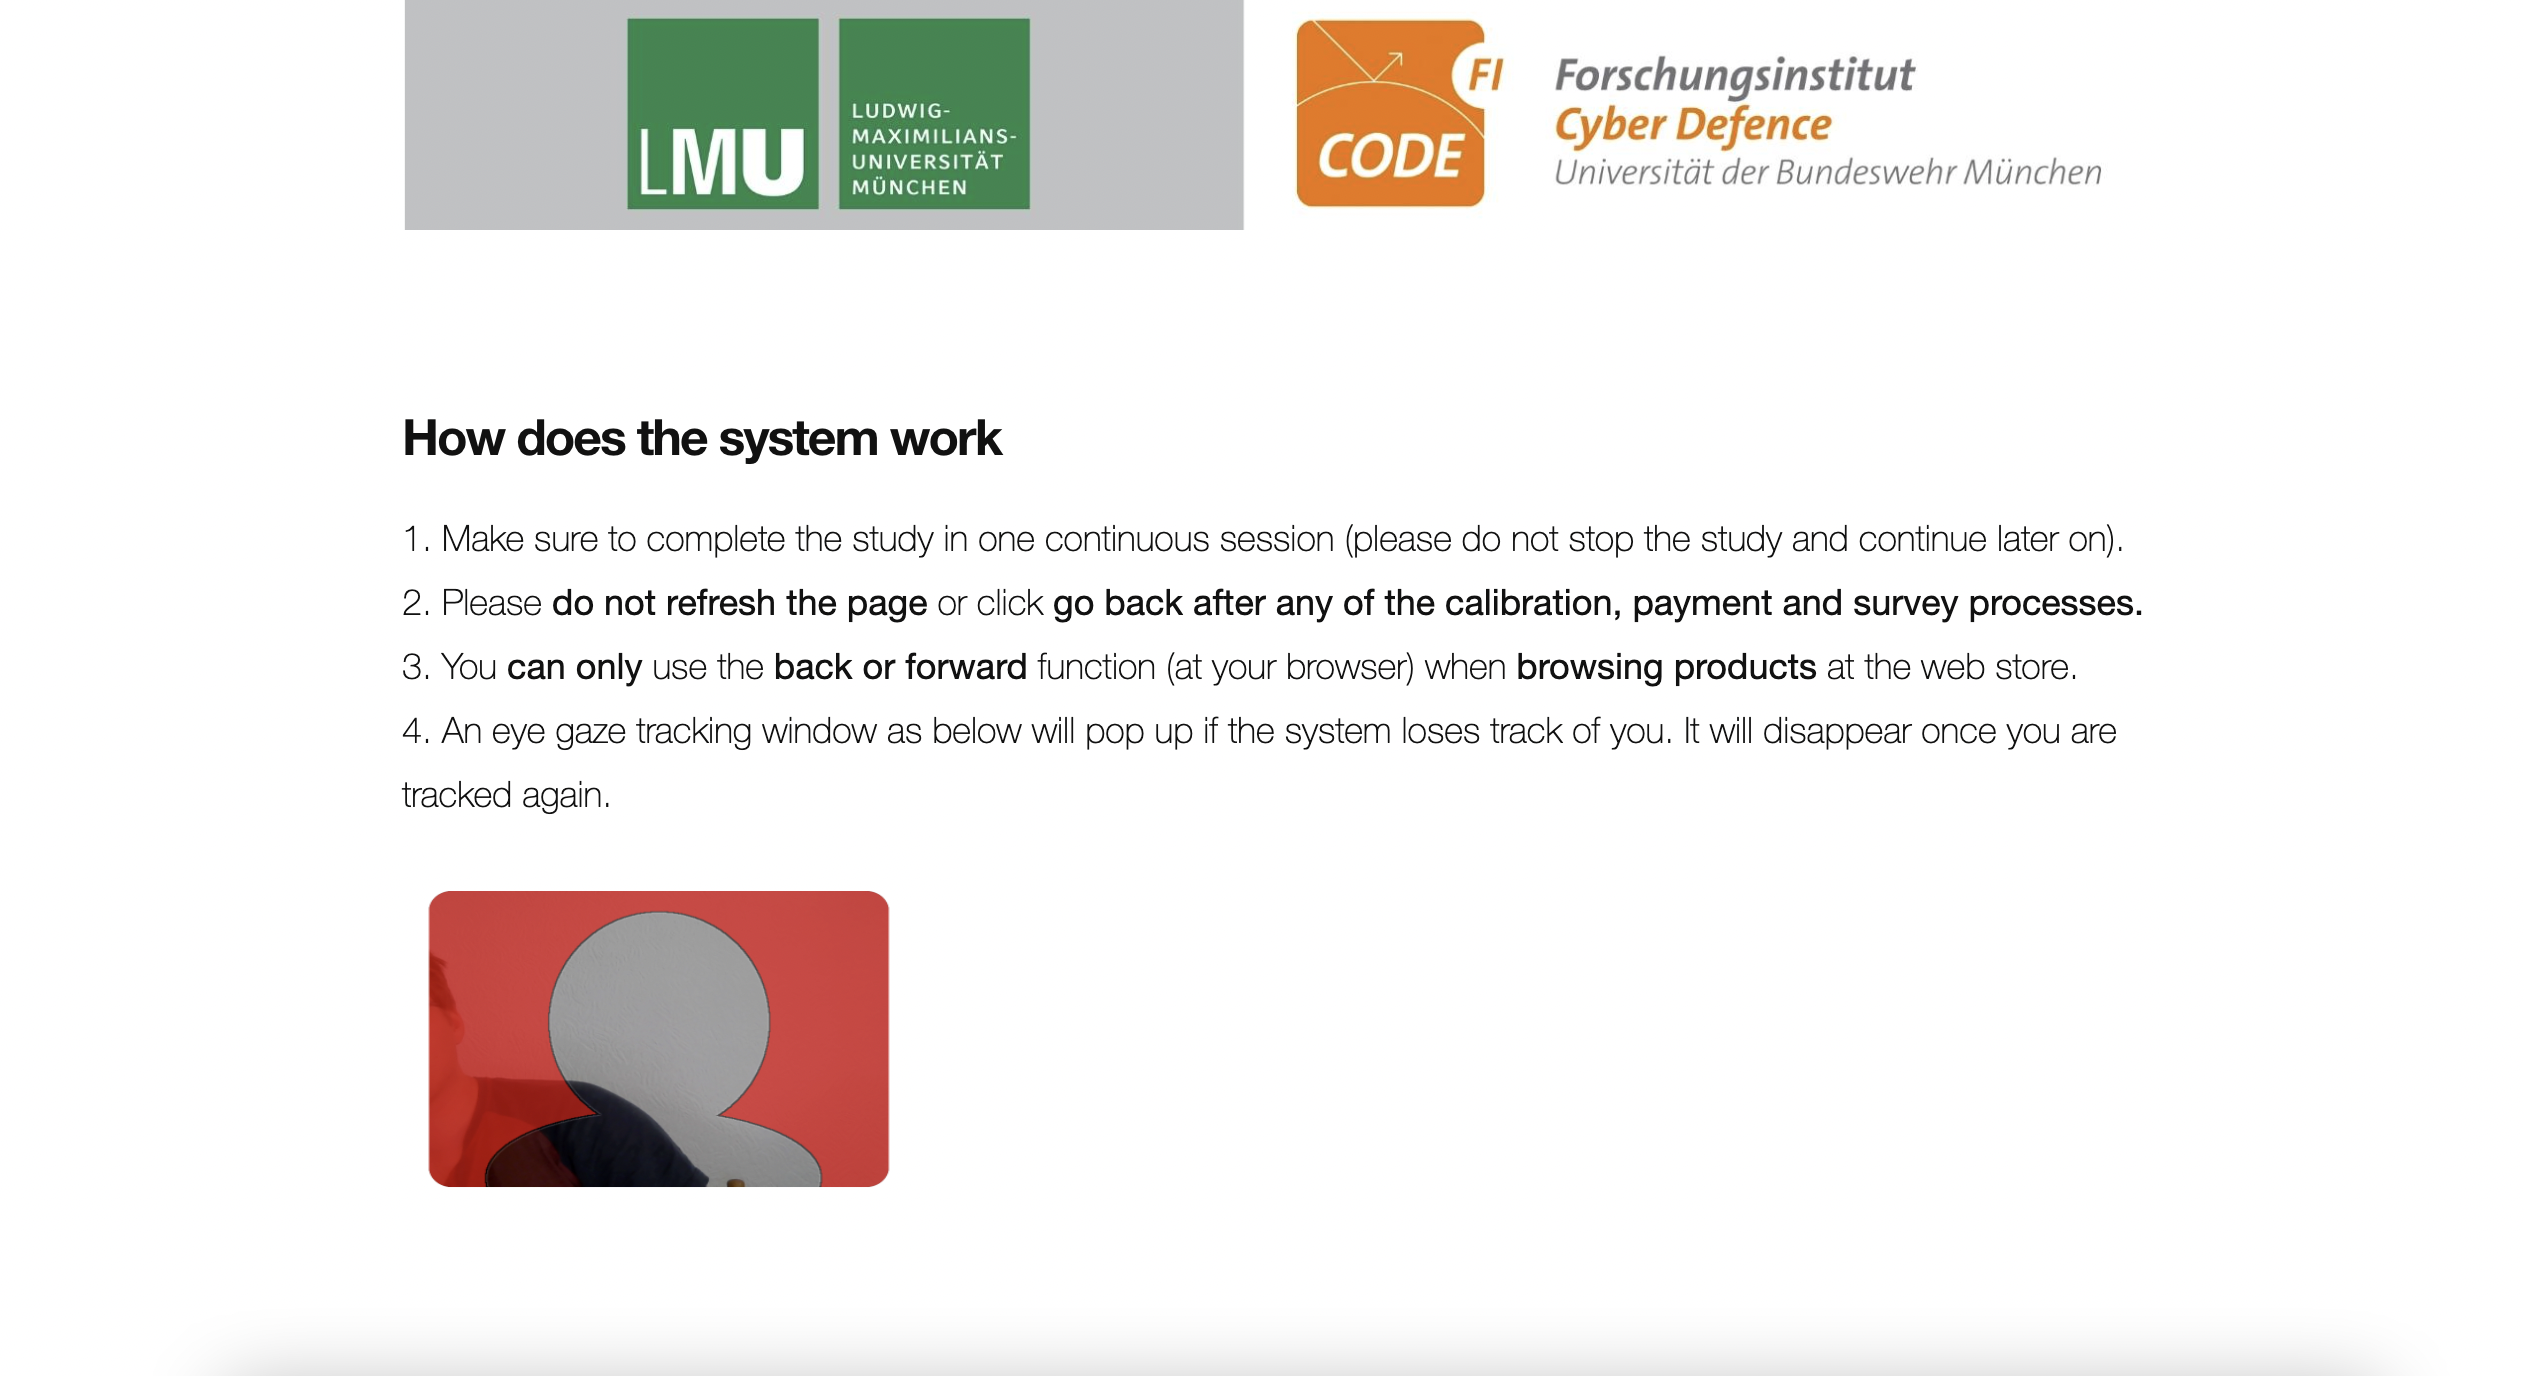 LMU
LUDWIG-
MAXIMILIANS-
UNIVERSITÄT
MÜNCHEN
CODE
FI
Forschungsinstitut
Cyber Defence
Universität der Bundeswehr München
How does the system work
1. Make sure to complete the study in one continuous session (please do not stop the study and continue later on).
2. Please do not refresh the page or click go back after any of the calibration, payment and survey processes.
3. You can only use the back or forward function (at your browser) when browsing products at the web store.
4. An eye gaze tracking window as below will pop up if the system loses track of you. It will disappear once you are
tracked again.